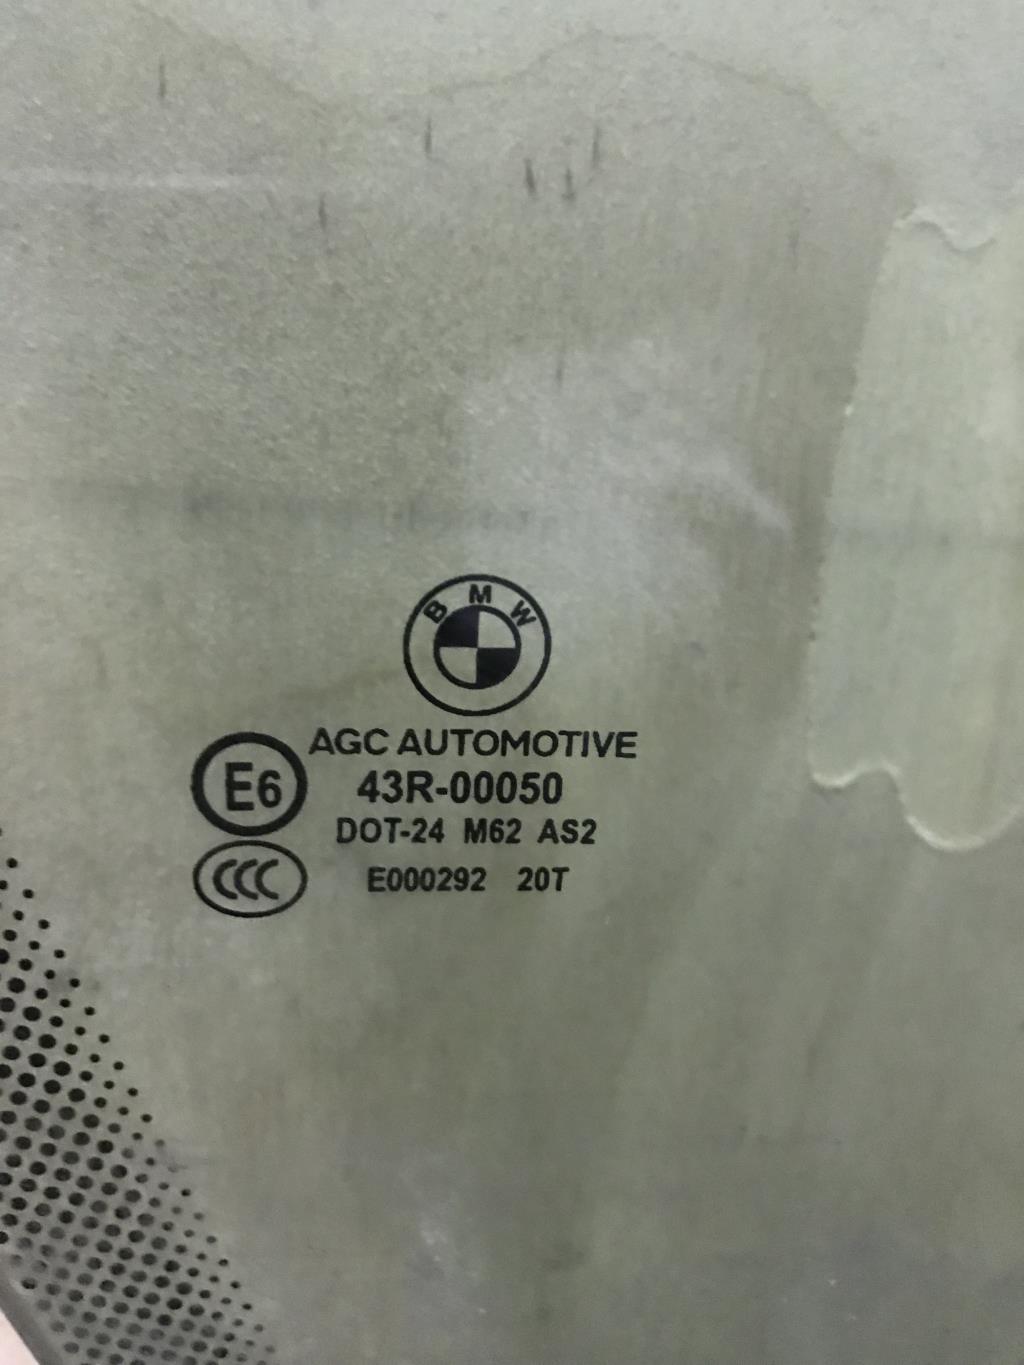 BMW
AGC AUTOMOTIVE
E6 43R-00050
DOT-24 M62 AS2
CCC E000292 20T